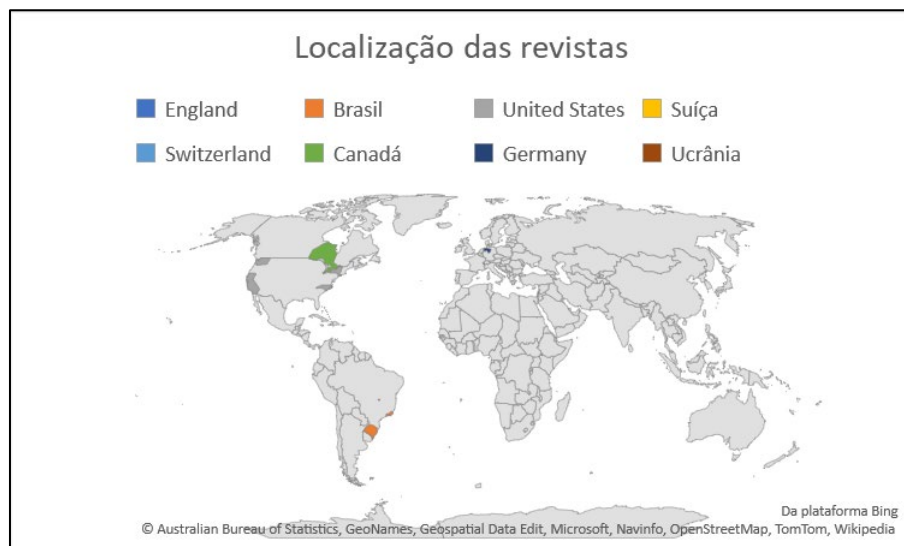 Localização das revistas
England Brasil United States Suíça
Switzerland Canadá Germany Ucrânia
Da plataforma Bing
© Australian Bureau of Statistics, GeoNames, Geospatial Data Edit, Microsoft, Navinfo, OpenStreetMap, TomTom, Wikipedia